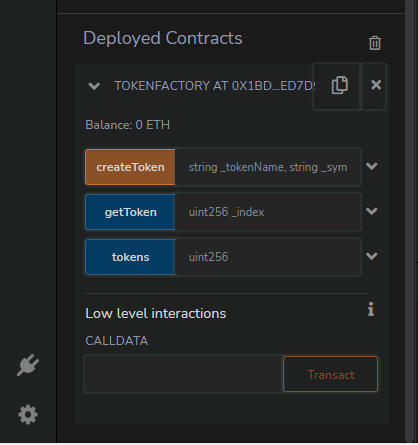 Deployed Contracts
TOKENFACTORY AT 0X1BD...ED7D9
Balance: 0 ETH
createToken string _tokenName, string _sym
getToken uint256 _index
tokens uint256
Low level interactions
CALLDATA
Transact